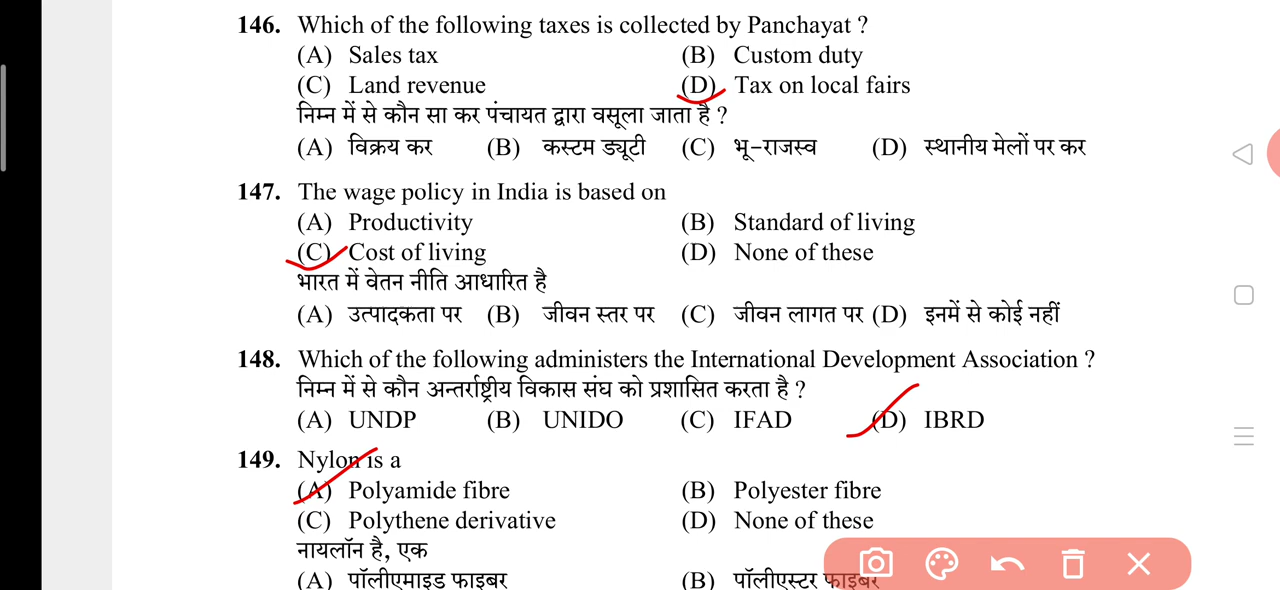 146. Which of the following taxes is collected by Panchayat ?
(A) Sales tax (B) Custom duty
(C) Land revenue (D) Tax on local fairs
निम्न में से कौन सा कर पंचायत द्वारा वसूला जाता है ?
(A) विक्रय कर (B) कस्टम ड्यूटी (C) भू-राजस्व (D) स्थानीय मेलों पर कर
147. The wage policy in India is based on
(A) Productivity (B) Standard of living
(C) Cost of living (D) None of these
भारत में वेतन नीति आधारित है
(A) उत्पादकता पर (B) जीवन स्तर पर (C) जीवन लागत पर (D) इनमें से कोई नहीं
148. Which of the following administers the International Development Association ?
निम्न में से कौन अन्तर्राष्ट्रीय विकास संघ को प्रशासित करता है ?
(A) UNDP (B) UNIDO (C) IFAD (D) IBRD
149. Nylon is a
(A) Polyamide fibre (B) Polyester fibre
(C) Polythene derivative (D) None of these
नायलॉन है, एक
(A) पॉलीएमाइड फाइबर (B) पॉलीएस्टर फाइबर